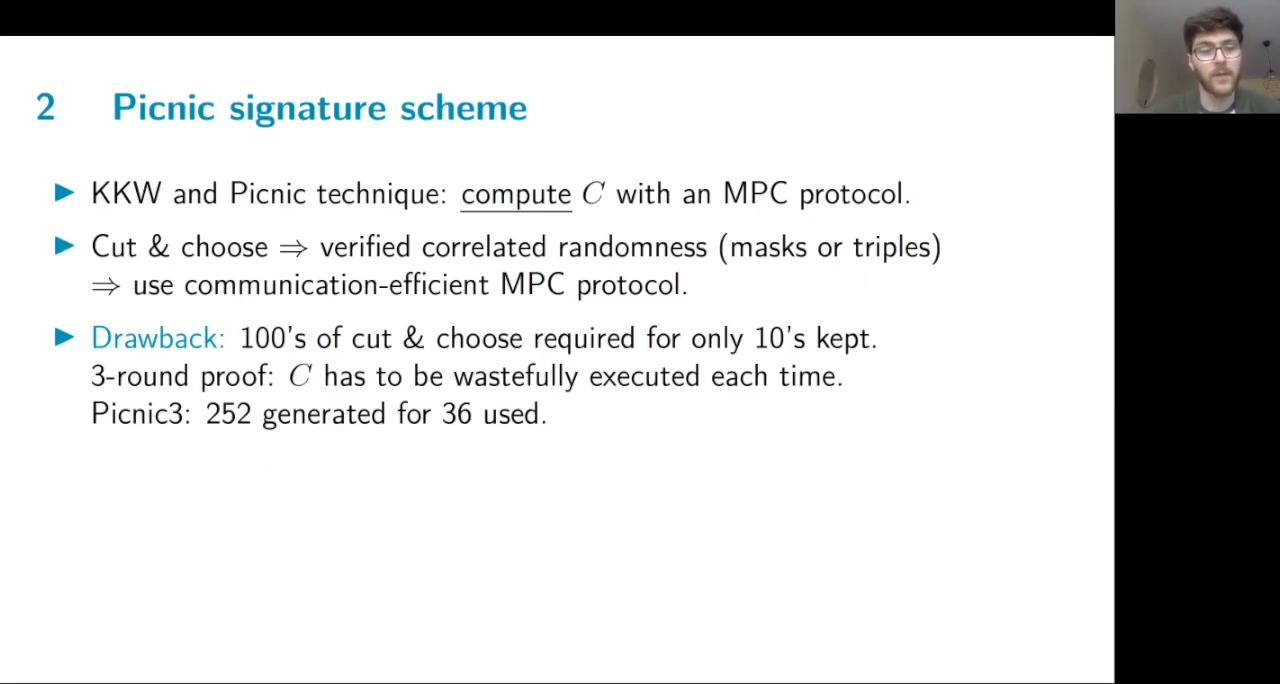 2 Picnic signature scheme
▶ KKW and Picnic technique: compute C with an MPC protocol.
▶ Cut & choose ⇒ verified correlated randomness (masks or triples)
⇒ use communication-efficient MPC protocol.
▶ Drawback: 100's of cut & choose required for only 10's kept.
3-round proof: C has to be wastefully executed each time.
Picnic3: 252 generated for 36 used.